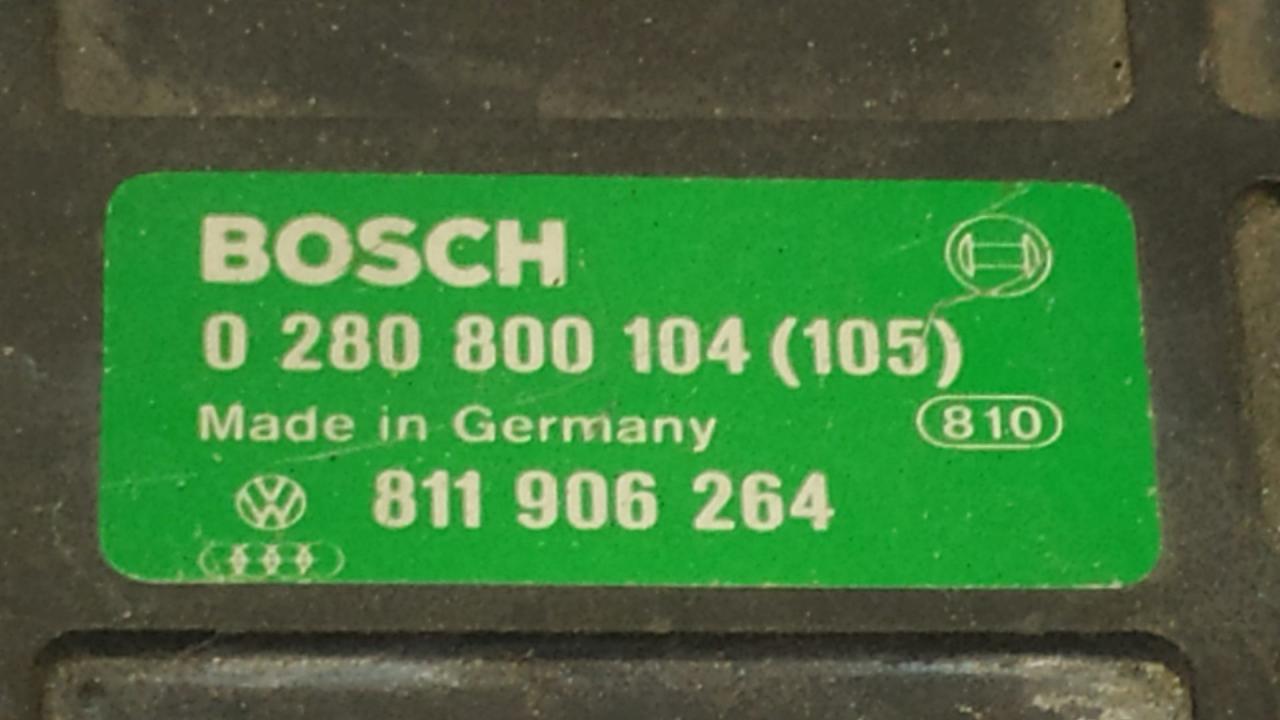 BOSCH
0 280 800 104 (105)
Made in Germany
810
811 906 264